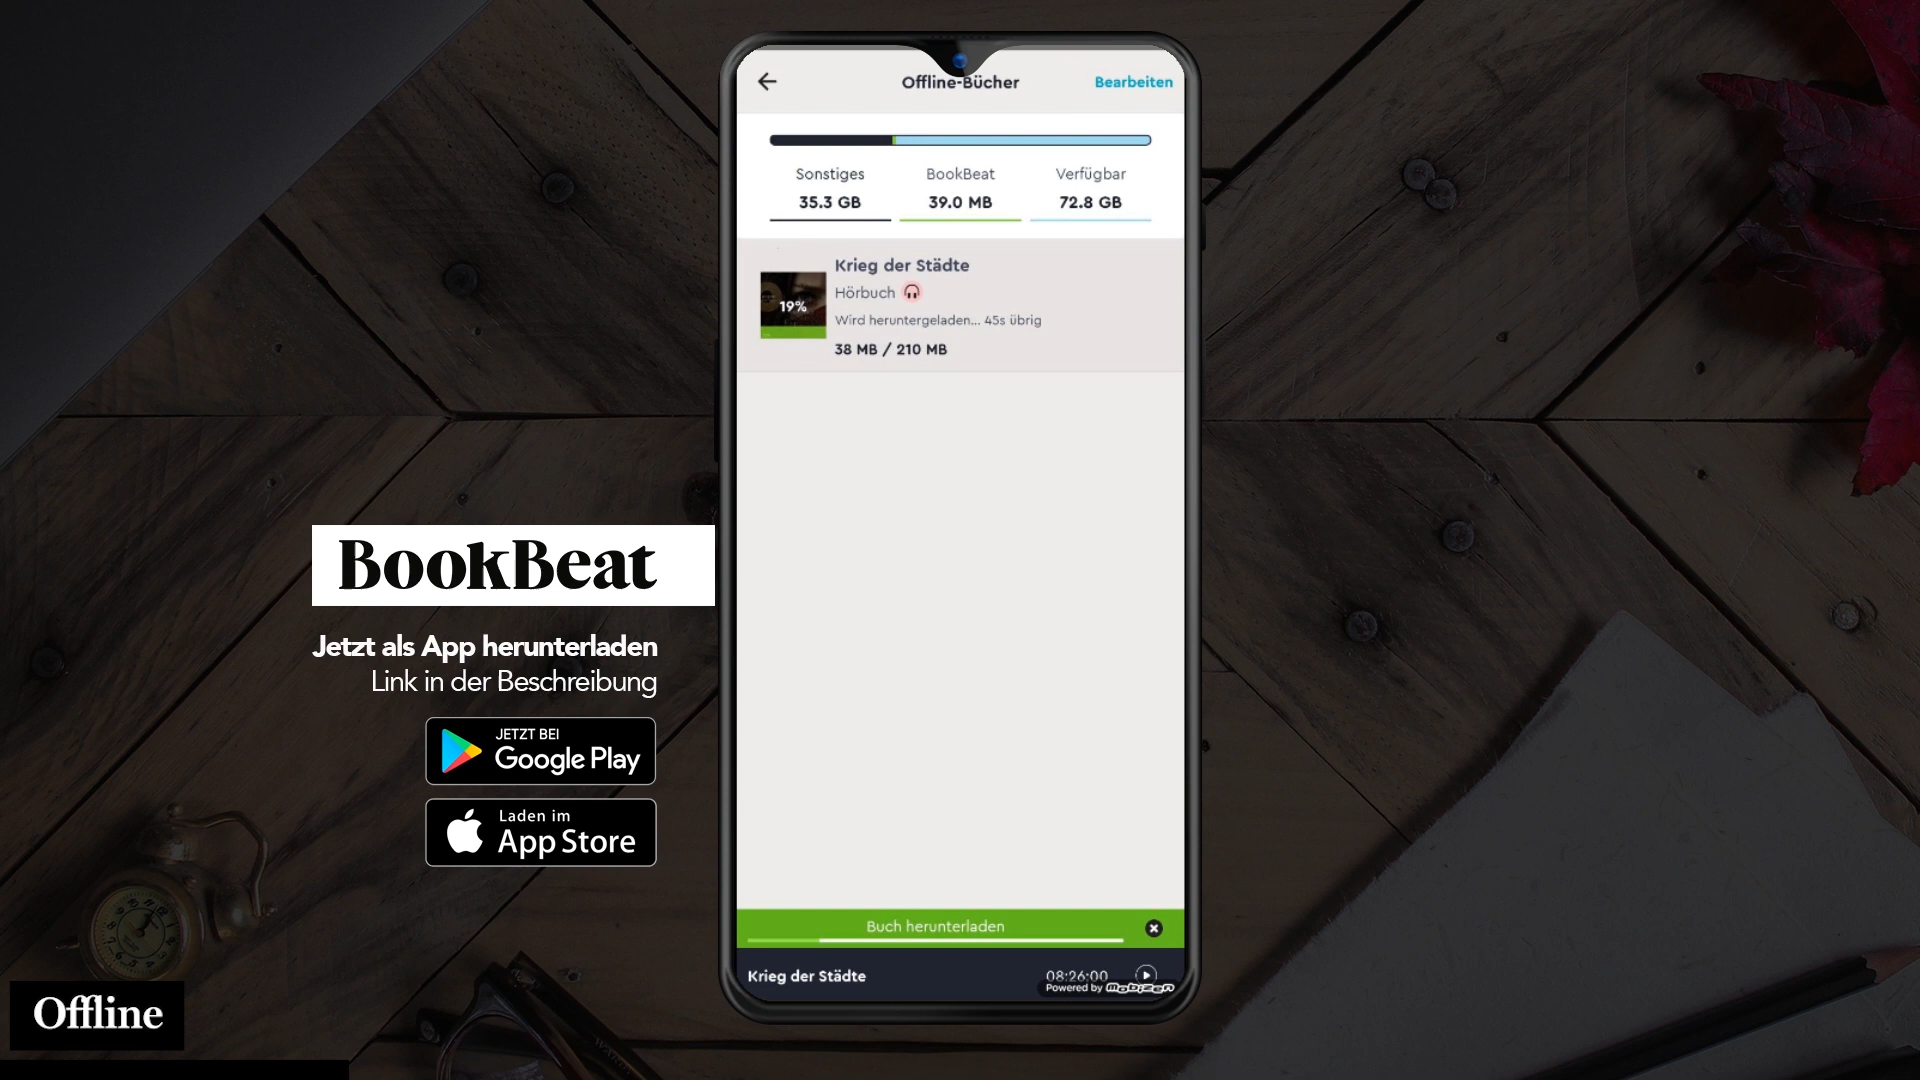 Offline-Bücher
Bearbeiten
Sonstiges
BookBeat
Verfügbar
35.3 GB
39.0 MB
72.8 GB
19%
Krieg der Städte
Hörbuch
Wird heruntergeladen... 45s übrig
38 MB / 210 MB
BookBeat
Jetzt als App herunterladen
Link in der Beschreibung
JETZT BEI
Google Play
Laden im
App Store
Buch herunterladen
Krieg der Städte
08:26:00
Powered by Mobizen
Offline